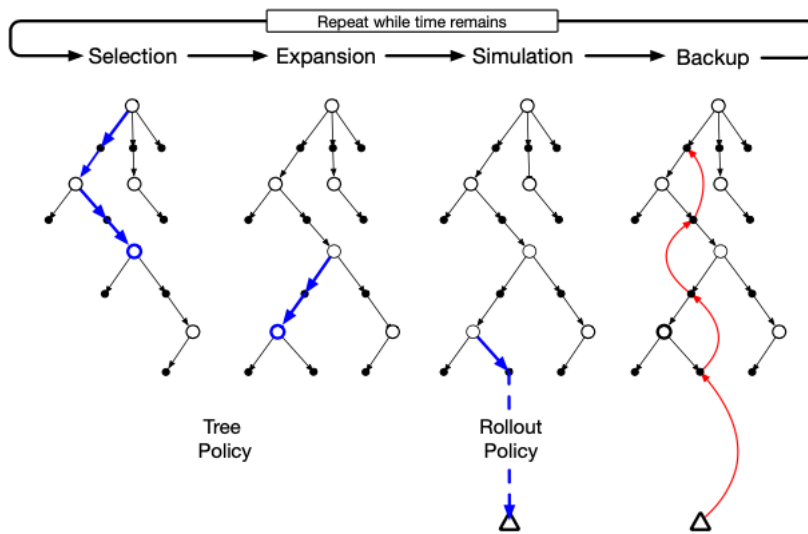 Repeat while time remains
Selection
Expansion
Simulation
Backup
Tree
Policy
Rollout
Policy